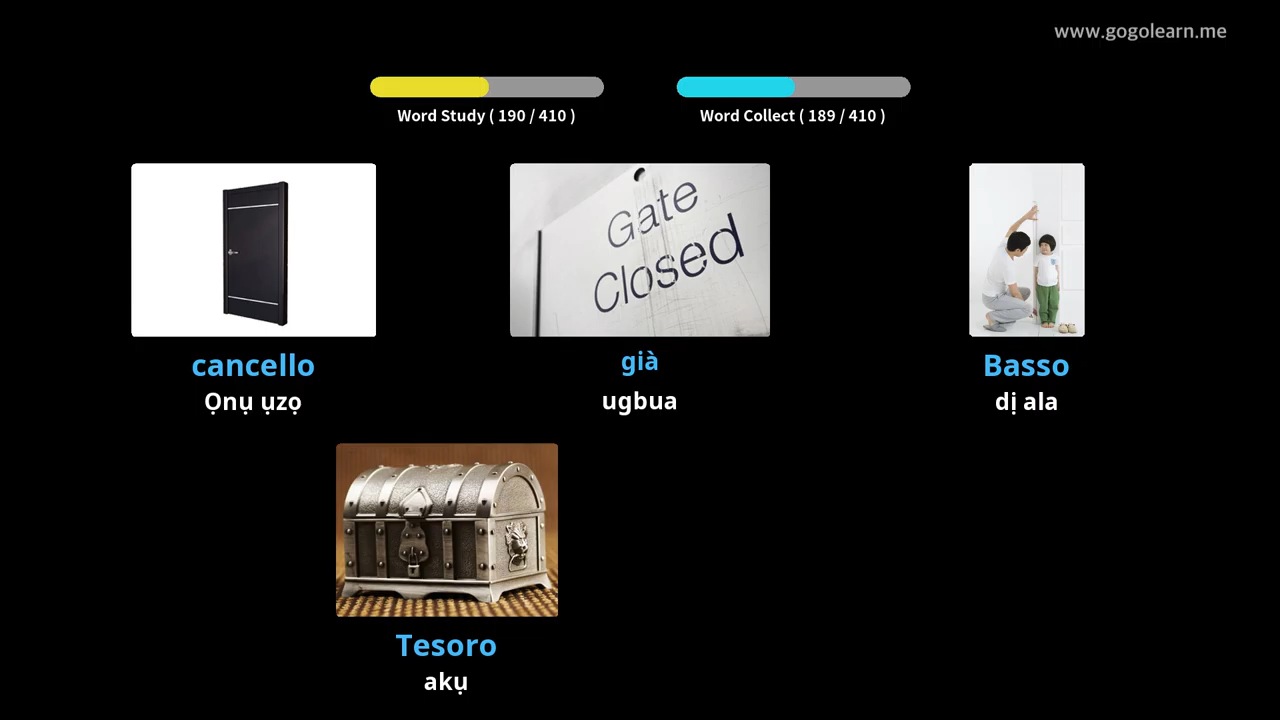 www.gogolearn.me
Word Study ( 190 / 410 )
Word Collect ( 189 / 410 )
Gate
Closed
cancello
Ọnụ ụzọ
già
ugbua
Basso
dị ala
Tesoro
akụ